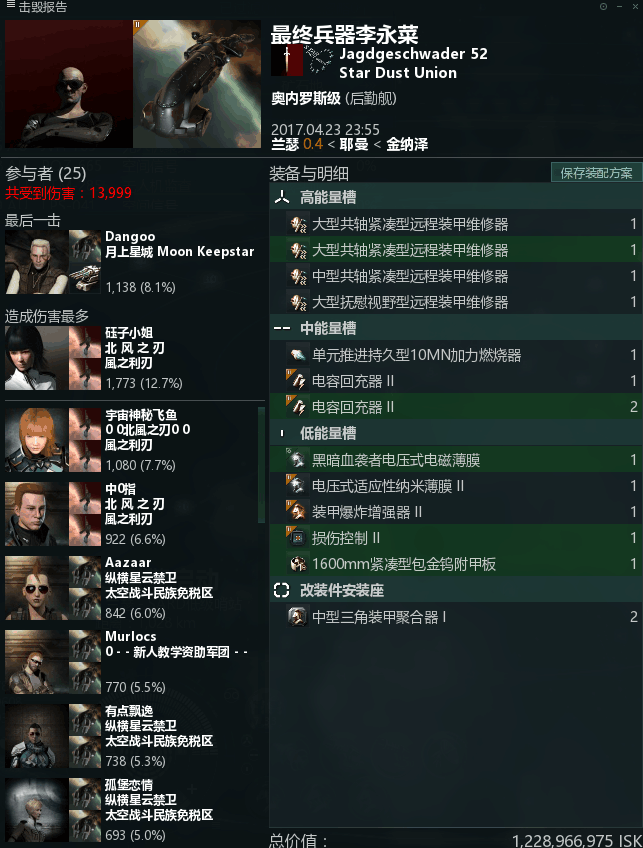 击毁报告
最终兵器李永菜
Jagdgeschwader 52
Star Dust Union
奥内罗斯级 (后勤舰)
2017.04.23 23:55
兰瑟 0.4 < 耶曼 < 金纳泽
参与者 (25)
共受到伤害：13,999
最后一击
Dangoo
月上星城 Moon Keepstar
1,138 (8.1%)
造成伤害最多
砡子小姐
北 风 之 刃
風之利刃
1,773 (12.7%)
宇宙神秘飞鱼
0 0北風之刃0 0
風之利刃
1,080 (7.7%)
中0指
北 风 之 刃
風之利刃
922 (6.6%)
Aazaar
纵横星云禁卫
太空战斗民族免税区
842 (6.0%)
Murlocs
0 - - 新人教学资助军团 - -
770 (5.5%)
有点飘逸
纵横星云禁卫
太空战斗民族免税区
738 (5.3%)
孤堡恋情
纵横星云禁卫
太空战斗民族免税区
693 (5.0%)
装备与明细
保存装配方案
高能量槽
大型共轴紧凑型远程装甲维修器 1
大型共轴紧凑型远程装甲维修器 1
中型共轴紧凑型远程装甲维修器 1
大型抚慰视野型远程装甲维修器 1
中能量槽
单元推进持久型10MN加力燃烧器 1
电容回充器 II 1
电容回充器 II 2
低能量槽
黑暗血袭者电压式电磁薄膜 1
电压式适应性纳米薄膜 II 1
装甲爆炸增强器 II 1
损伤控制 II 1
1600mm紧凑型包金钨附甲板 1
改装件安装座
中型三角装甲聚合器 I 2
总价值： 1,228,966,975 ISK